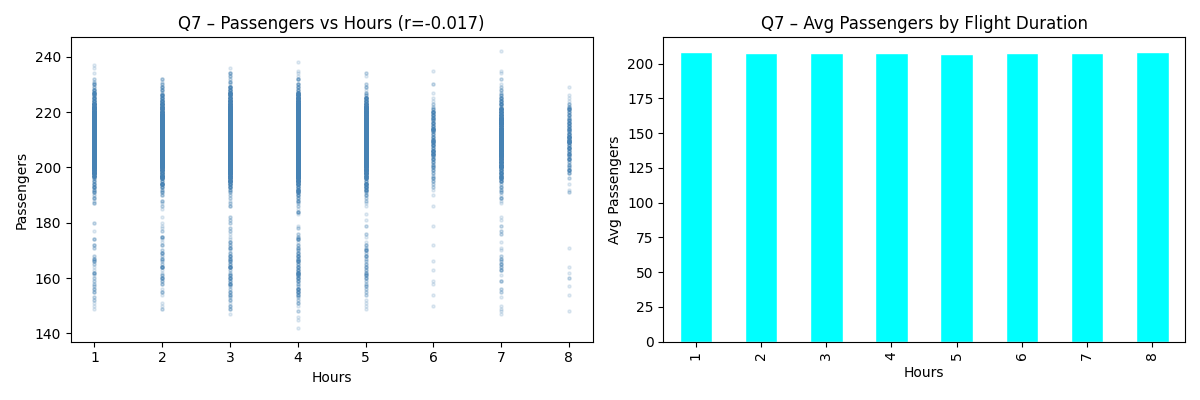 Q7 – Passengers vs Hours (r=-0.017)
Passengers
240
220
200
180
160
140
1 2 3 4 5 6 7 8
Hours
Q7 – Avg Passengers by Flight Duration
Avg Passengers
200
175
150
125
100
75
50
25
0
1 2 3 4 5 6 7 8
Hours